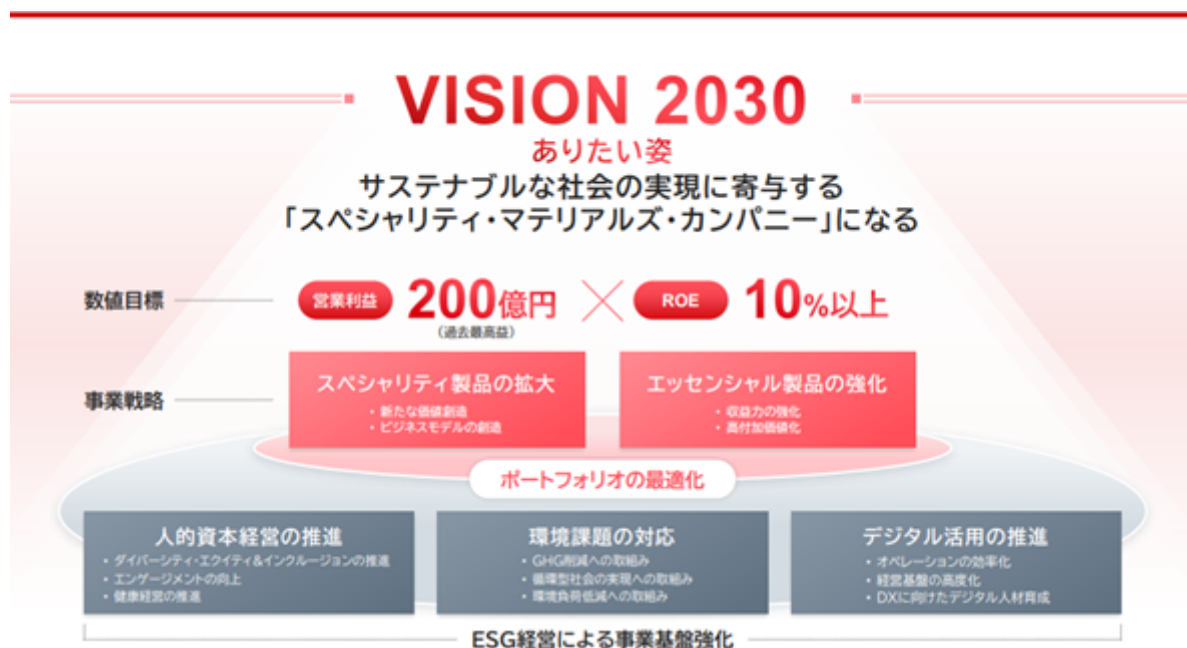 VISION 2030
ありたい姿
サステナブルな社会の実現に寄与する
「スペシャリティ・マテリアルズ・カンパニー」になる
数値目標
営業利益 200億円 × ROE 10%以上
(過去最高益)
事業戦略
スペシャリティ製品の拡大
・新たな価値創造
・ビジネスモデルの創造
エッセンシャル製品の強化
・収益力の強化
・高付加価値化
ポートフォリオの最適化
人的資本経営の推進
・ダイバーシティ・エクイティ&インクルージョンの推進
・エンゲージメントの向上
・健康経営の推進
環境課題の対応
・GHG削減への取組み
・循環型社会の実現への取組み
・環境負荷低減への取組み
デジタル活用の推進
・オペレーションの効率化
・経営基盤の高度化
・DXに向けたデジタル人材育成
ESG経営による事業基盤強化